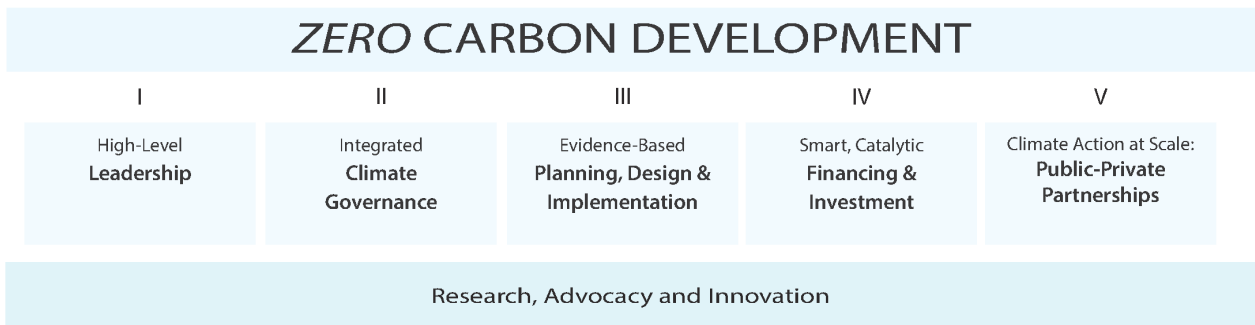 ZERO CARBON DEVELOPMENT
I
High-Level
Leadership
II
Integrated
Climate
Governance
III
Evidence-Based
Planning, Design &
Implementation
IV
Smart, Catalytic
Financing &
Investment
V
Climate Action at Scale:
Public-Private
Partnerships
Research, Advocacy and Innovation